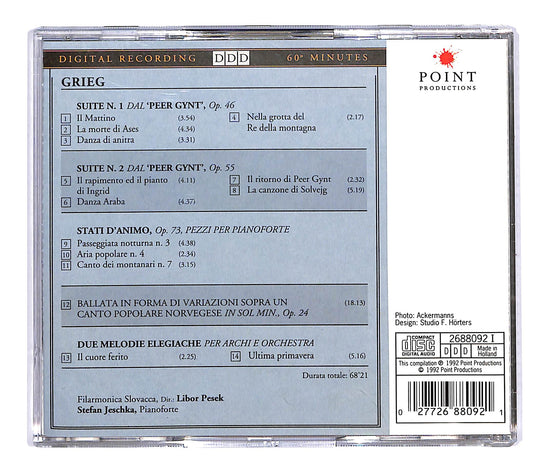 DIGITAL RECORDING DDD 60" MINUTES
GRIEG
SUITE N. 1 DAL 'PEER GYNT', Op. 46
1 Il Mattino (3.54)
2 La morte di Ases (4.34)
3 Danza di anitra (3.31)
4 Nella grotta del
Re della montagna (2.17)
SUITE N. 2 DAL 'PEER GYNT', Op. 55
5 Il rapimento ed il pianto (4.11)
di Ingrid
6 Danza Araba (4.37)
7 Il ritorno di Peer Gynt (2.32)
8 La canzone di Solvejg (5.19)
STATI D'ANIMO, Op. 73, PEZZI PER PIANOFORTE
9 Passeggiata notturna n. 3 (4.38)
10 Aria popolare n. 4 (2.34)
11 Canto dei montanari n. 7 (3.15)
12 BALLATA IN FORMA DI VARIAZIONI SOPRA UN (18.13)
CANTO POPOLARE NORVEGESE IN SOL MIN., Op. 24
DUE MELODIE ELEGIACHE PER ARCHI E ORCHESTRA
13 Il cuore ferito (2.25)
14 Ultima primavera (5.16)
Durata totale: 68'21
Filarmonica Slovacca, Dir.: Libor Pesek
Stefan Jeschka, Pianoforte
POINT
PRODUCTIONS
Photo: Ackermanns
Design: Studio F. Hörters
COMPACT
disc
DIGITAL AUDIO
2688092 I
DDD
Made in
Holland
This compilation ℗ 1992 Point Productions
© 1992 Point Productions
0 27726 88092 1